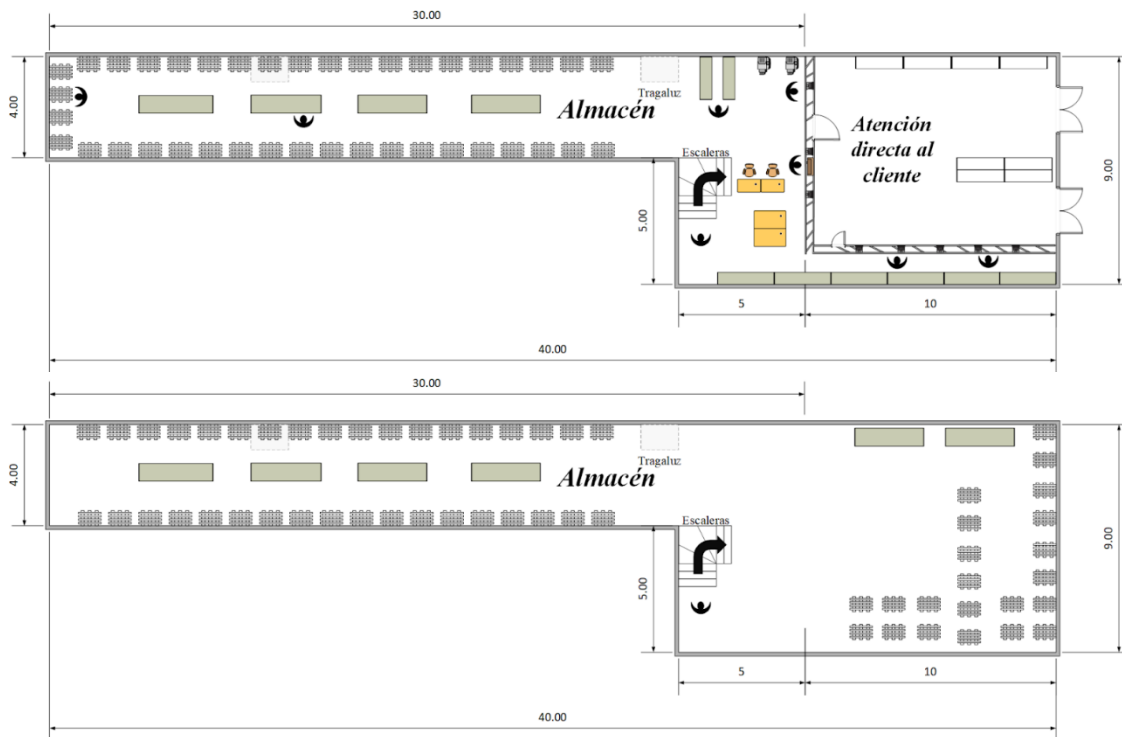 30.00
4.00
Tragaluz
Almacén
Atención
directa al
cliente
Escaleras
9.00
5.00
5
10
40.00
30.00
4.00
Tragaluz
Almacén
Escaleras
9.00
5.00
5
10
40.00